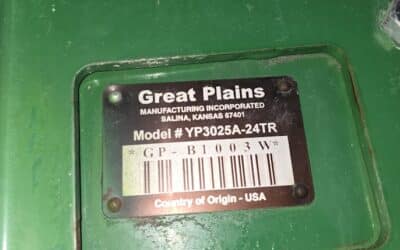 Great Plains
MANUFACTURING INCORPORATED
SALINA, KANSAS 67401
Model # YP3025A-24TR
*GP-B1003W*
Country of Origin - USA